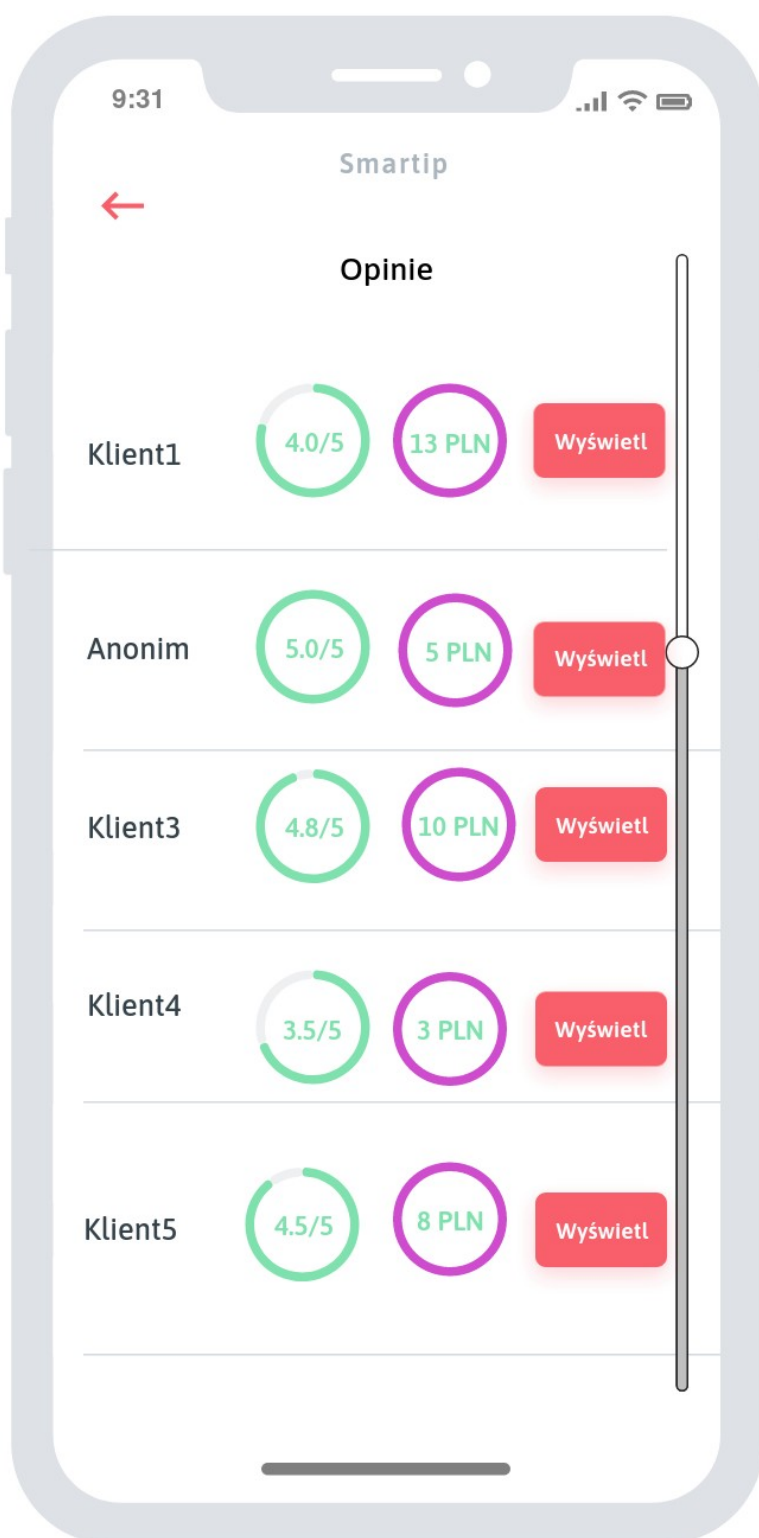 9:31
Smartip
Opinie
Klient1 4.0/5 13 PLN Wyświetl
Anonim 5.0/5 5 PLN Wyświetl
Klient3 4.8/5 10 PLN Wyświetl
Klient4 3.5/5 3 PLN Wyświetl
Klient5 4.5/5 8 PLN Wyświetl